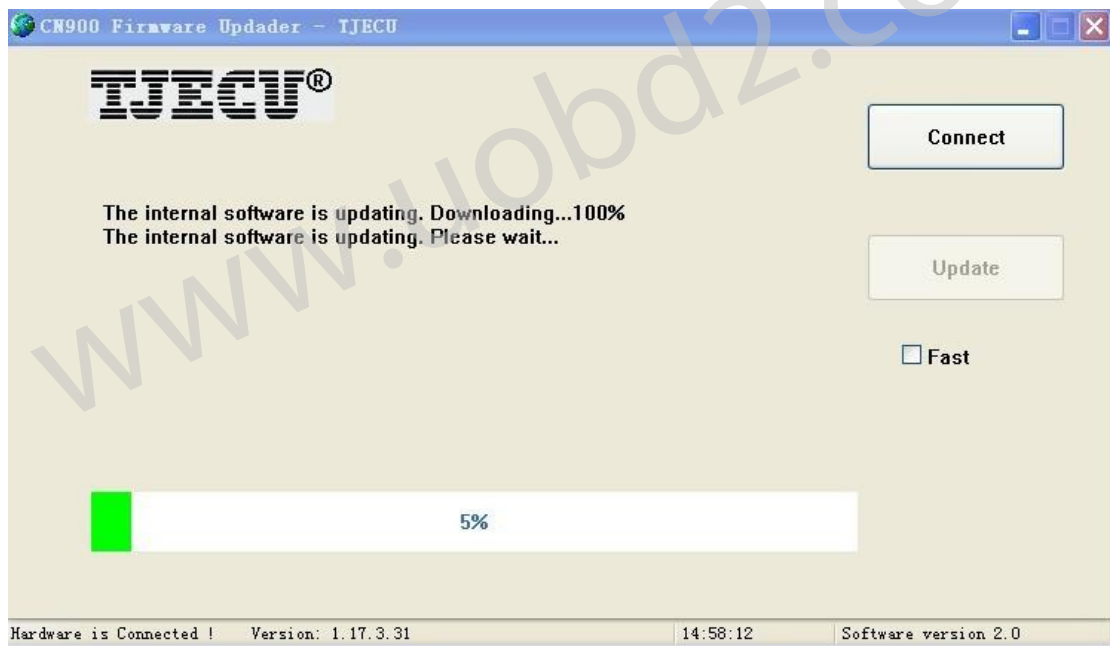 CN900 Firmware Updader - TJECU
TJECU®
Connect
The internal software is updating. Downloading...100%
The internal software is updating. Please wait...
Update
Fast
5%
Hardware is Connected ! Version: 1.17.3.31 14:58:12 Software version 2.0
www.uobd2.co